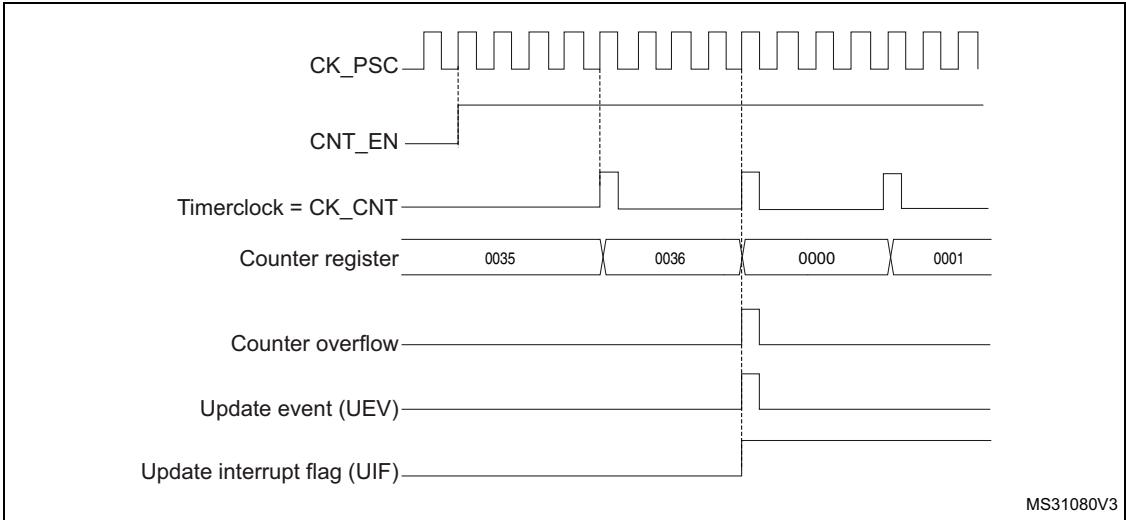 CK_PSC
CNT_EN
Timerclock = CK_CNT
Counter register 0035 0036 0000 0001
Counter overflow
Update event (UEV)
Update interrupt flag (UIF)
MS31080V3